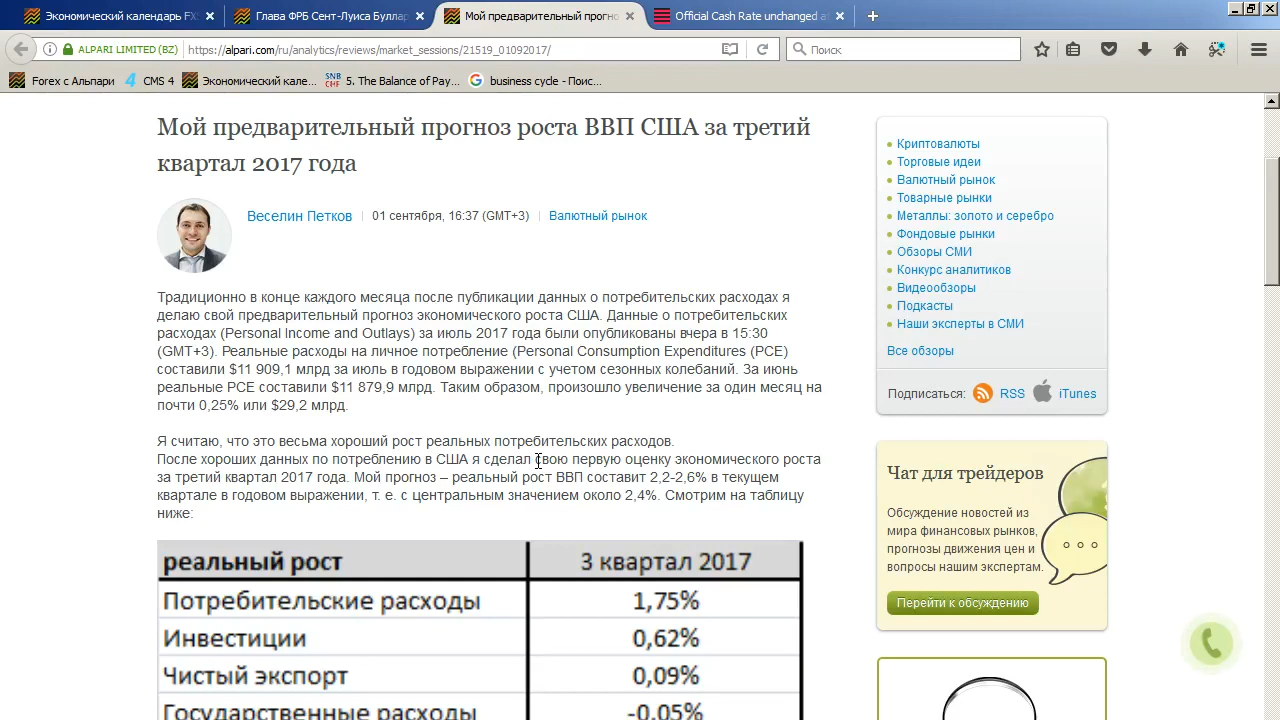 Экономический календарь FX
Глава ФРБ Сент-Луиса Буллар
Мой предварительный прогно
Official Cash Rate unchanged a
ALPARI LIMITED (BZ)
https://alpari.com/ru/analytics/reviews/market_sessions/21519_01092017/
Поиск
Forex с Альпари
4 CMS 4
Экономический кале...
SNB CHF
5. The Balance of Pay...
G business cycle - Поис...
Мой предварительный прогноз роста ВВП США за третий
квартал 2017 года
Веселин Петков | 01 сентября, 16:37 (GMT+3) | Валютный рынок
Традиционно в конце каждого месяца после публикации данных о потребительских расходах я
делаю свой предварительный прогноз экономического роста США. Данные о потребительских
расходах (Personal Income and Outlays) за июль 2017 года были опубликованы вчера в 15:30
(GMT+3). Реальные расходы на личное потребление (Personal Consumption Expenditures (PCE)
составили $11 909,1 млрд за июль в годовом выражении с учетом сезонных колебаний. За июнь
реальные PCE составили $11 879,9 млрд. Таким образом, произошло увеличение за один месяц на
почти 0,25% или $29,2 млрд.
Я считаю, что это весьма хороший рост реальных потребительских расходов.
После хороших данных по потреблению в США я сделал свою первую оценку экономического роста
за третий квартал 2017 года. Мой прогноз – реальный рост ВВП составит 2,2-2,6% в текущем
квартале в годовом выражении, т. е. с центральным значением около 2,4%. Смотрим на таблицу
ниже:
реальный рост 3 квартал 2017
Потребительские расходы 1,75%
Инвестиции 0,62%
Чистый экспорт 0,09%
Государственные расходы -0,05%
Криптовалюты
Торговые идеи
Валютный рынок
Товарные рынки
Металлы: золото и серебро
Фондовые рынки
Обзоры СМИ
Конкурс аналитиков
Видеообзоры
Подкасты
Наши эксперты в СМИ
Все обзоры
Подписаться: RSS iTunes
Чат для трейдеров
Обсуждение новостей из
мира финансовых рынков,
прогнозы движения цен и
вопросы нашим экспертам.
Перейти к обсуждению